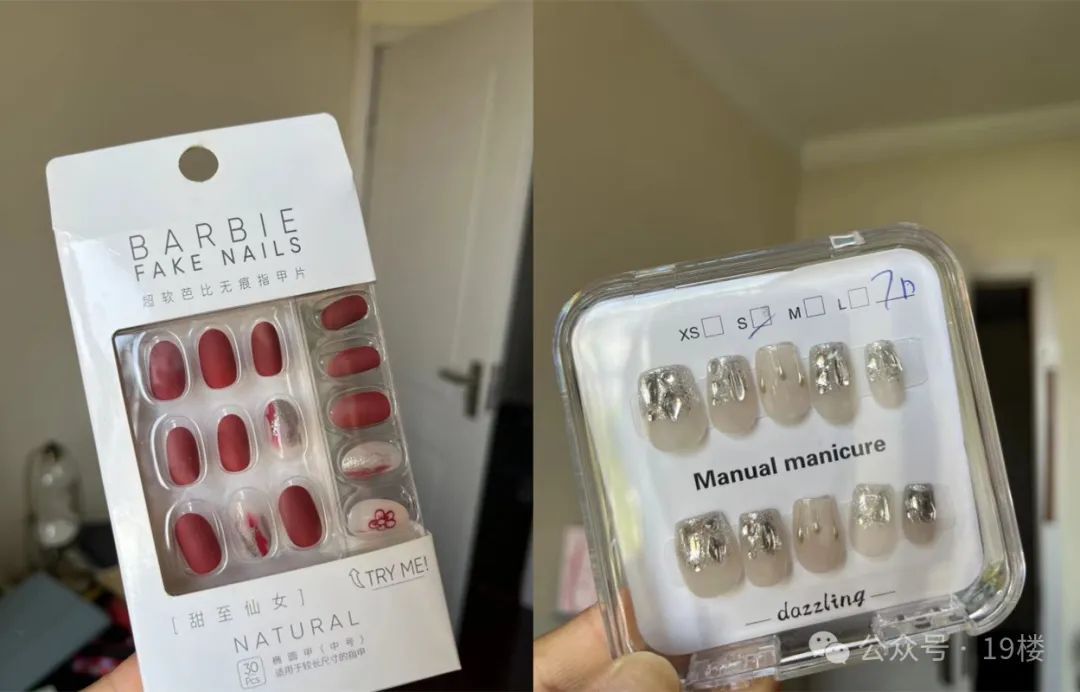 BARBIE
FAKE NAILS
超软芭比无痕指甲片
TRY ME!
[甜至仙女]
NATURAL
30
Pcs
椭圆甲(中号)
适用于较长尺寸的指甲
XS S M L 7D
Manual manicure
dazzling
公众号·19楼